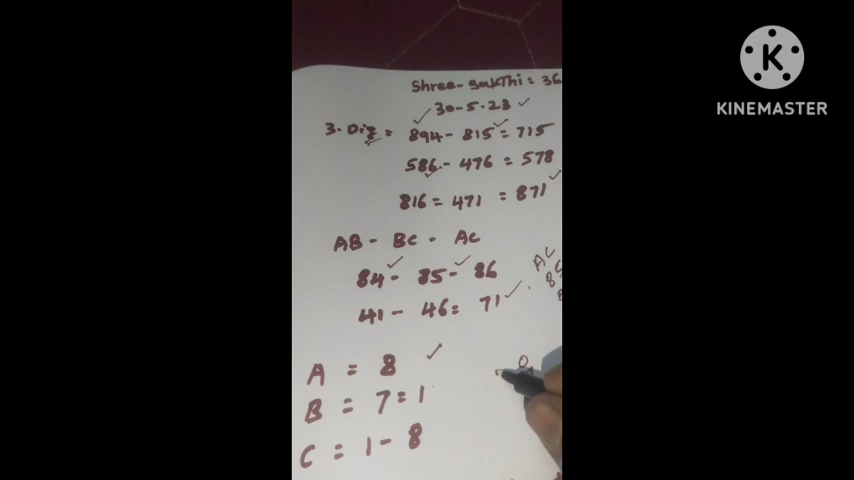 Shree-SakThi = 36
30-5-23
3. Diz = 894 - 815 = 715
586 - 476 = 578
816 = 471 = 871
AB - BC - AC
84 - 85 - 86
41 - 46 = 71
AC
A = 8
B = 7 = 1
C = 1 - 8
KINEMASTER